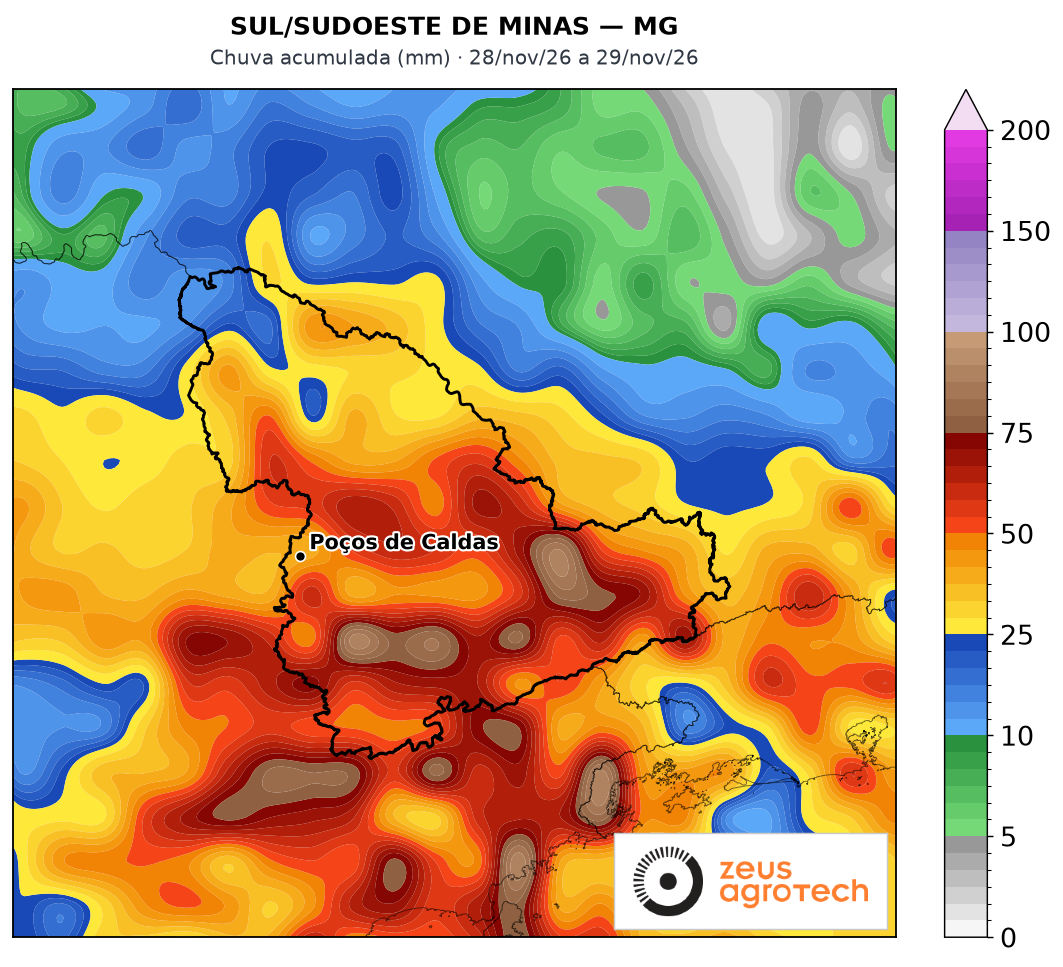 SUL/SUDOESTE DE MINAS — MG
Chuva acumulada (mm) · 28/nov/26 a 29/nov/26
200
150
100
75
50
25
10
5
0
Poços de Caldas
zeus
agrotech